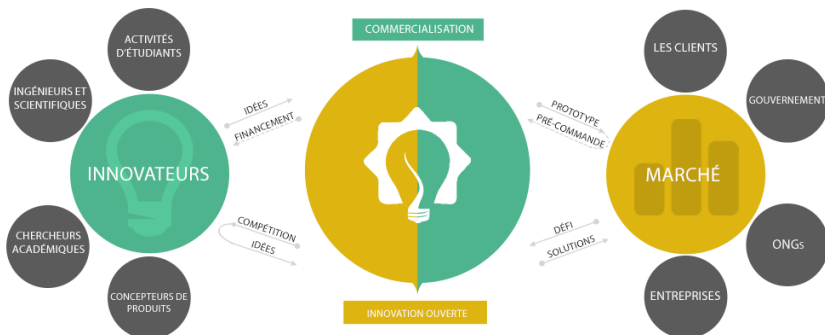 COMMERCIALISATION
ACTIVITÉS
D'ÉTUDIANTS
INGÉNIEURS ET
SCIENTIFIQUES
INNOVATEURS
CHERCHEURS
ACADÉMIQUES
CONCEPTEURS DE
PRODUITS
IDÉES
FINANCEMENT
COMPÉTITION
IDÉES
PROTOTYPE
PRÉ-COMMANDE
DÉFI
SOLUTIONS
LES CLIENTS
GOUVERNEMENT
MARCHÉ
ONGs
ENTREPRISES
INNOVATION OUVERTE